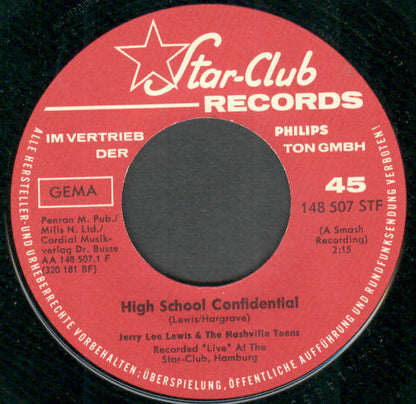 Star-Club
RECORDS
IM VERTRIEB DER
PHILIPS TON GMBH
GEMA
45
148 507 STF
Penran M. Pub./
Mills N. Ltd./
Cordial Musik-
verlag Dr. Busse
AA 148 507.1 F
(320 181 BF)
(A Smash
Recording)
2:15
High School Confidential
(Lewis/Hargrave)
Jerry Lee Lewis & The Nashville Teens
Recorded "Live" At The
Star-Club, Hamburg
ALLE HERSTELLER- UND URHEBERRECHTE VORBEHALTEN; ÜBERSPIELUNG, ÖFFENTLICHE AUFFÜHRUNG UND RUNDFUNKSENDUNG VERBOTEN!